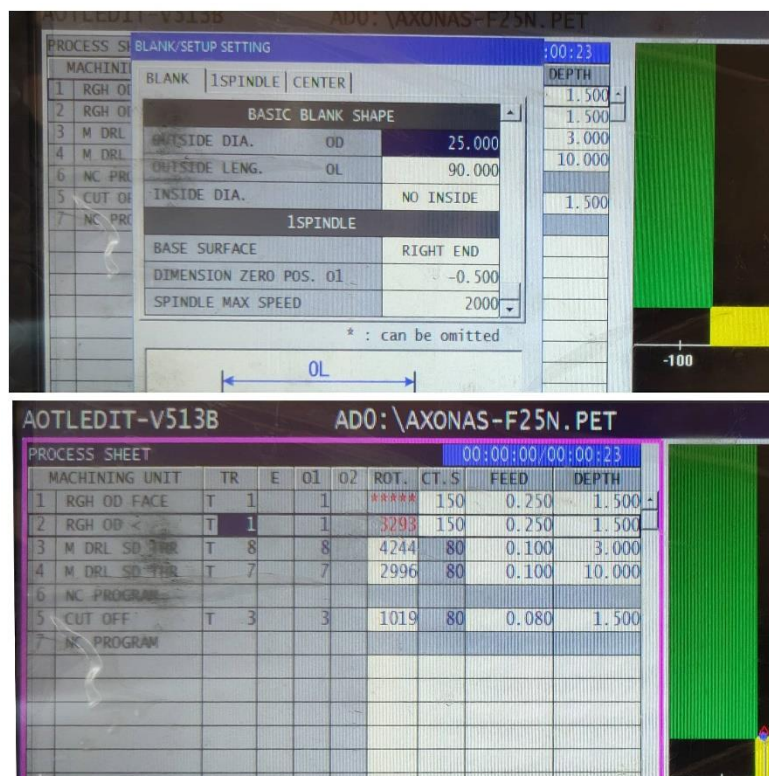 AOTLEDIT-V513B AD0:\AXONAS-F25N.PET
PROCESS SH BLANK/SETUP SETTING :00:23
MACHINI BLANK 1SPINDLE CENTER DEPTH
1 RGH OD 1.500
BASIC BLANK SHAPE
2 RGH OD 1.500
3 M DRL OUTSIDE DIA. OD 25.000 3.000
4 M DRL OUTSIDE LENG. OL 90.000 10.000
6 NC PRO
5 CUT OF INSIDE DIA. NO INSIDE 1.500
7 NC PRO 1SPINDLE
BASE SURFACE RIGHT END
DIMENSION ZERO POS. O1 -0.500
SPINDLE MAX SPEED 2000
* : can be omitted
-100
OL
AOTLEDIT-V513B AD0:\AXONAS-F25N.PET
PROCESS SHEET 00:00:00/00:00:23
MACHINING UNIT TR E O1 O2 ROT. CT.S FEED DEPTH
1 RGH OD FACE T 1 1 ***** 150 0.250 1.500
2 RGH OD < T 1 1 3293 150 0.250 1.500
3 M DRL SD THR T 8 8 4244 80 0.100 3.000
4 M DRL SD THR T 7 7 2996 80 0.100 10.000
6 NC PROGRAM
5 CUT OFF T 3 3 1019 80 0.080 1.500
7 NC PROGRAM